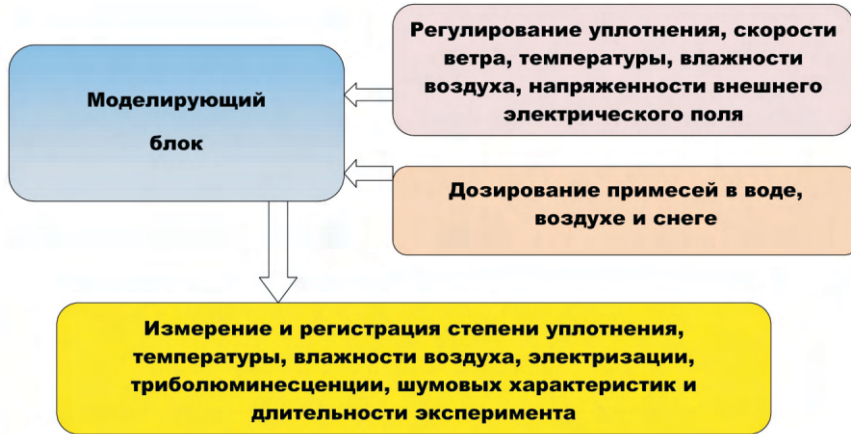 Регулирование уплотнения, скорости
ветра, температуры, влажности
воздуха, напряженности внешнего
электрического поля
Моделирующий
блок
Дозирование примесей в воде,
воздухе и снеге
Измерение и регистрация степени уплотнения,
температуры, влажности воздуха, электризации,
триболюминесценции, шумовых характеристик и
длительности эксперимента